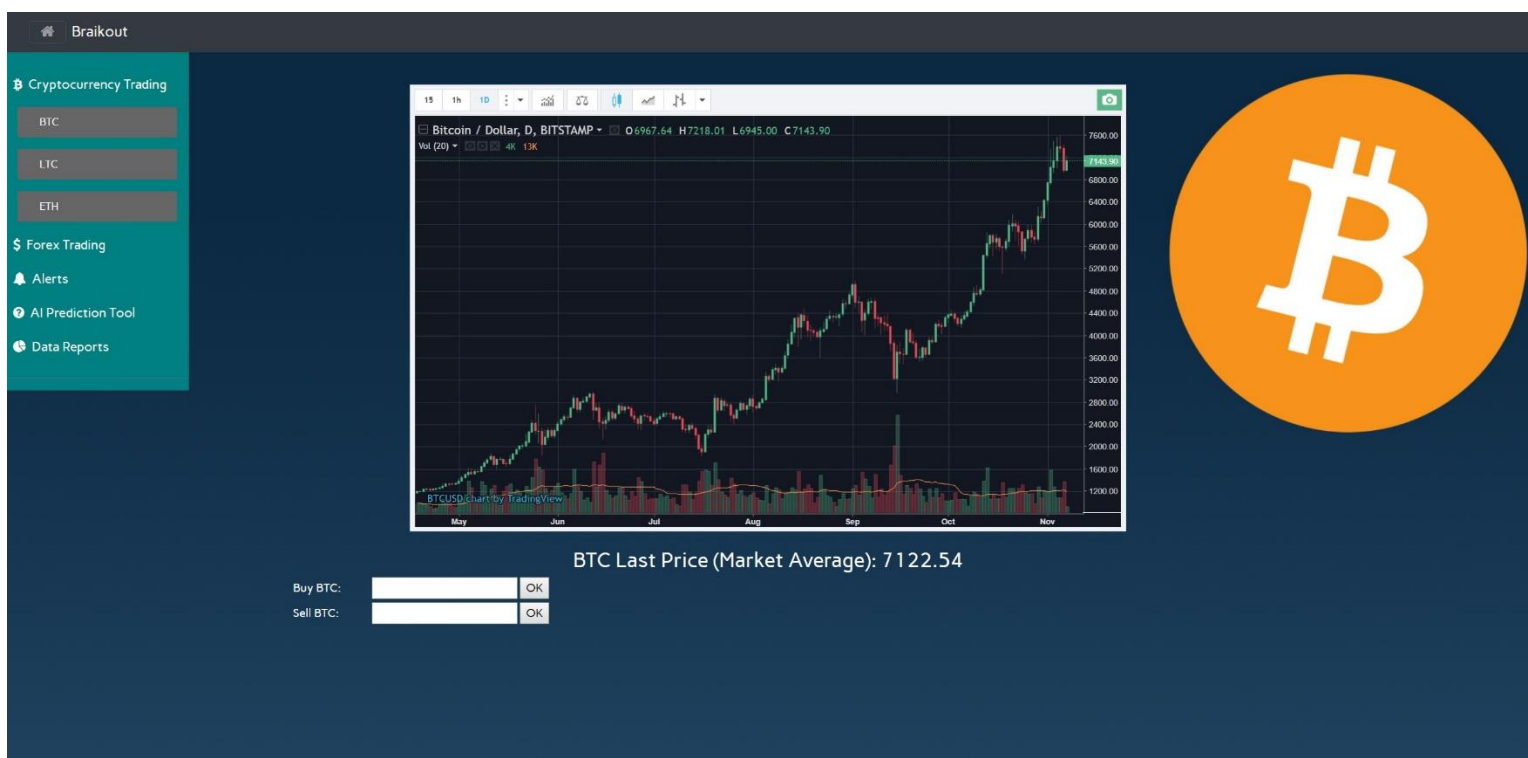 Braikout
Cryptocurrency Trading
BTC
LTC
ETH
$ Forex Trading
Alerts
AI Prediction Tool
Data Reports
15 1h 1D
Bitcoin / Dollar, D, BITSTAMP O6967.64 H7218.01 L6945.00 C7143.90
Vol (20) 4K 13K
7600.00
7143.90
6800.00
6400.00
6000.00
5600.00
5200.00
4800.00
4400.00
4000.00
3600.00
3200.00
2800.00
2400.00
2000.00
1600.00
1200.00
BTCUSD chart by TradingView
May Jun Jul Aug Sep Oct Nov
BTC Last Price (Market Average): 7122.54
Buy BTC: OK
Sell BTC: OK